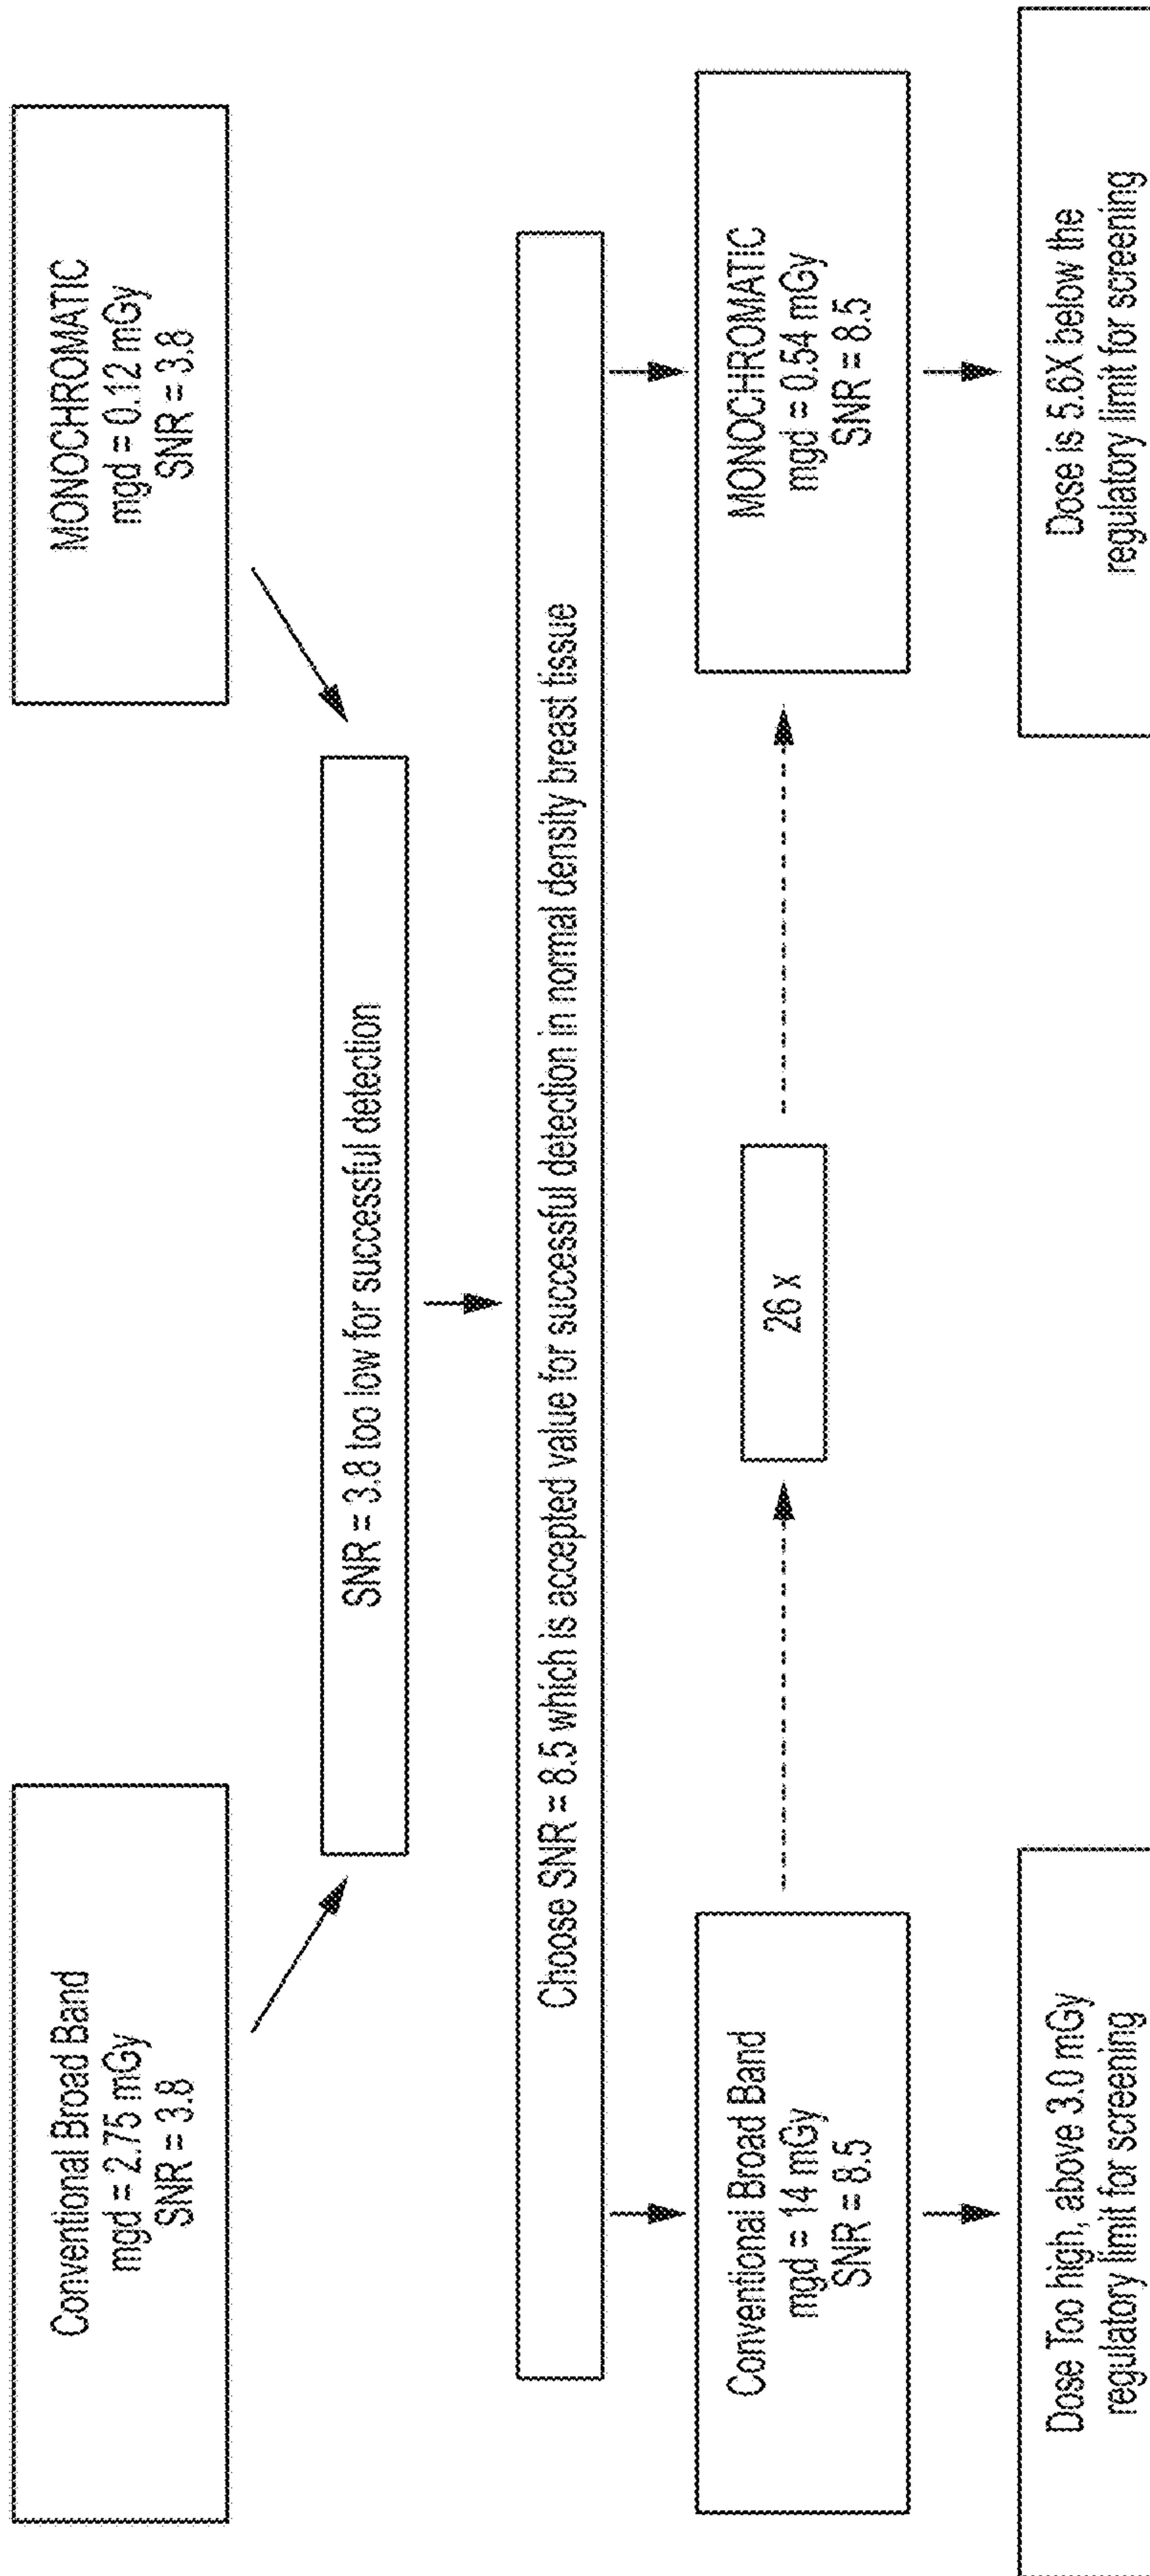 Conventional Broad Band
mgd = 2.75 mGy
SNR = 3.8
MONOCHROMATIC
mgd = 0.12 mGy
SNR = 3.8
SNR = 3.8 too low for successful detection
Choose SNR = 8.5 which is accepted value for successful detection in normal density breast tissue
Conventional Broad Band
mgd = 14 mGy
SNR = 8.5
26 x
MONOCHROMATIC
mgd = 0.54 mGy
SNR = 8.5
Dose Too high, above 3.0 mGy
regulatory limit for screening
Dose is 5.6X below the
regulatory limit for screening